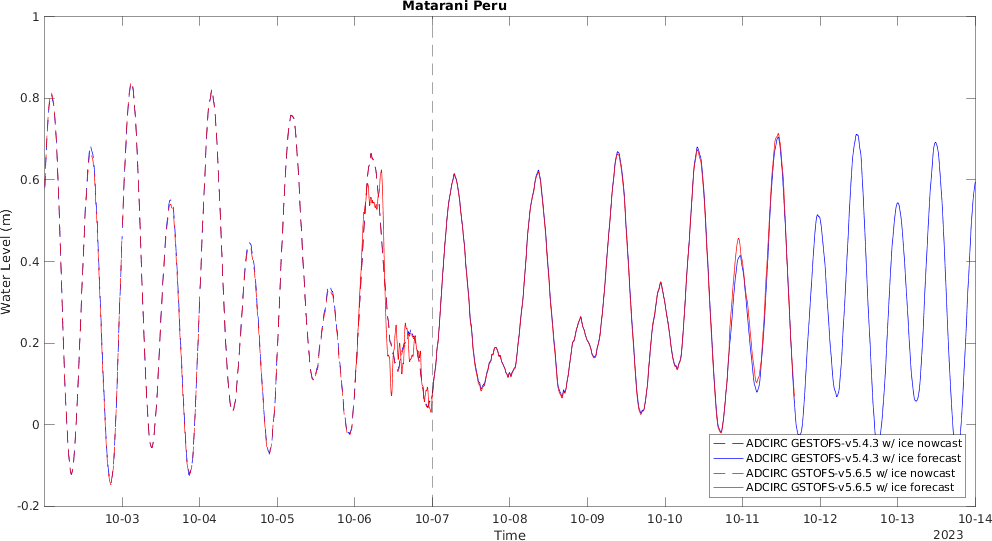 Matarani Peru
1
0.8
0.6
0.4
0.2
0
-0.2
Water Level (m)
10-03 10-04 10-05 10-06 10-07 10-08 10-09 10-10 10-11 10-12 10-13 10-14
Time
2023
ADCIRC GESTOFS-v5.4.3 w/ ice nowcast
ADCIRC GESTOFS-v5.4.3 w/ ice forecast
ADCIRC GSTOFS-v5.6.5 w/ ice nowcast
ADCIRC GSTOFS-v5.6.5 w/ ice forecast